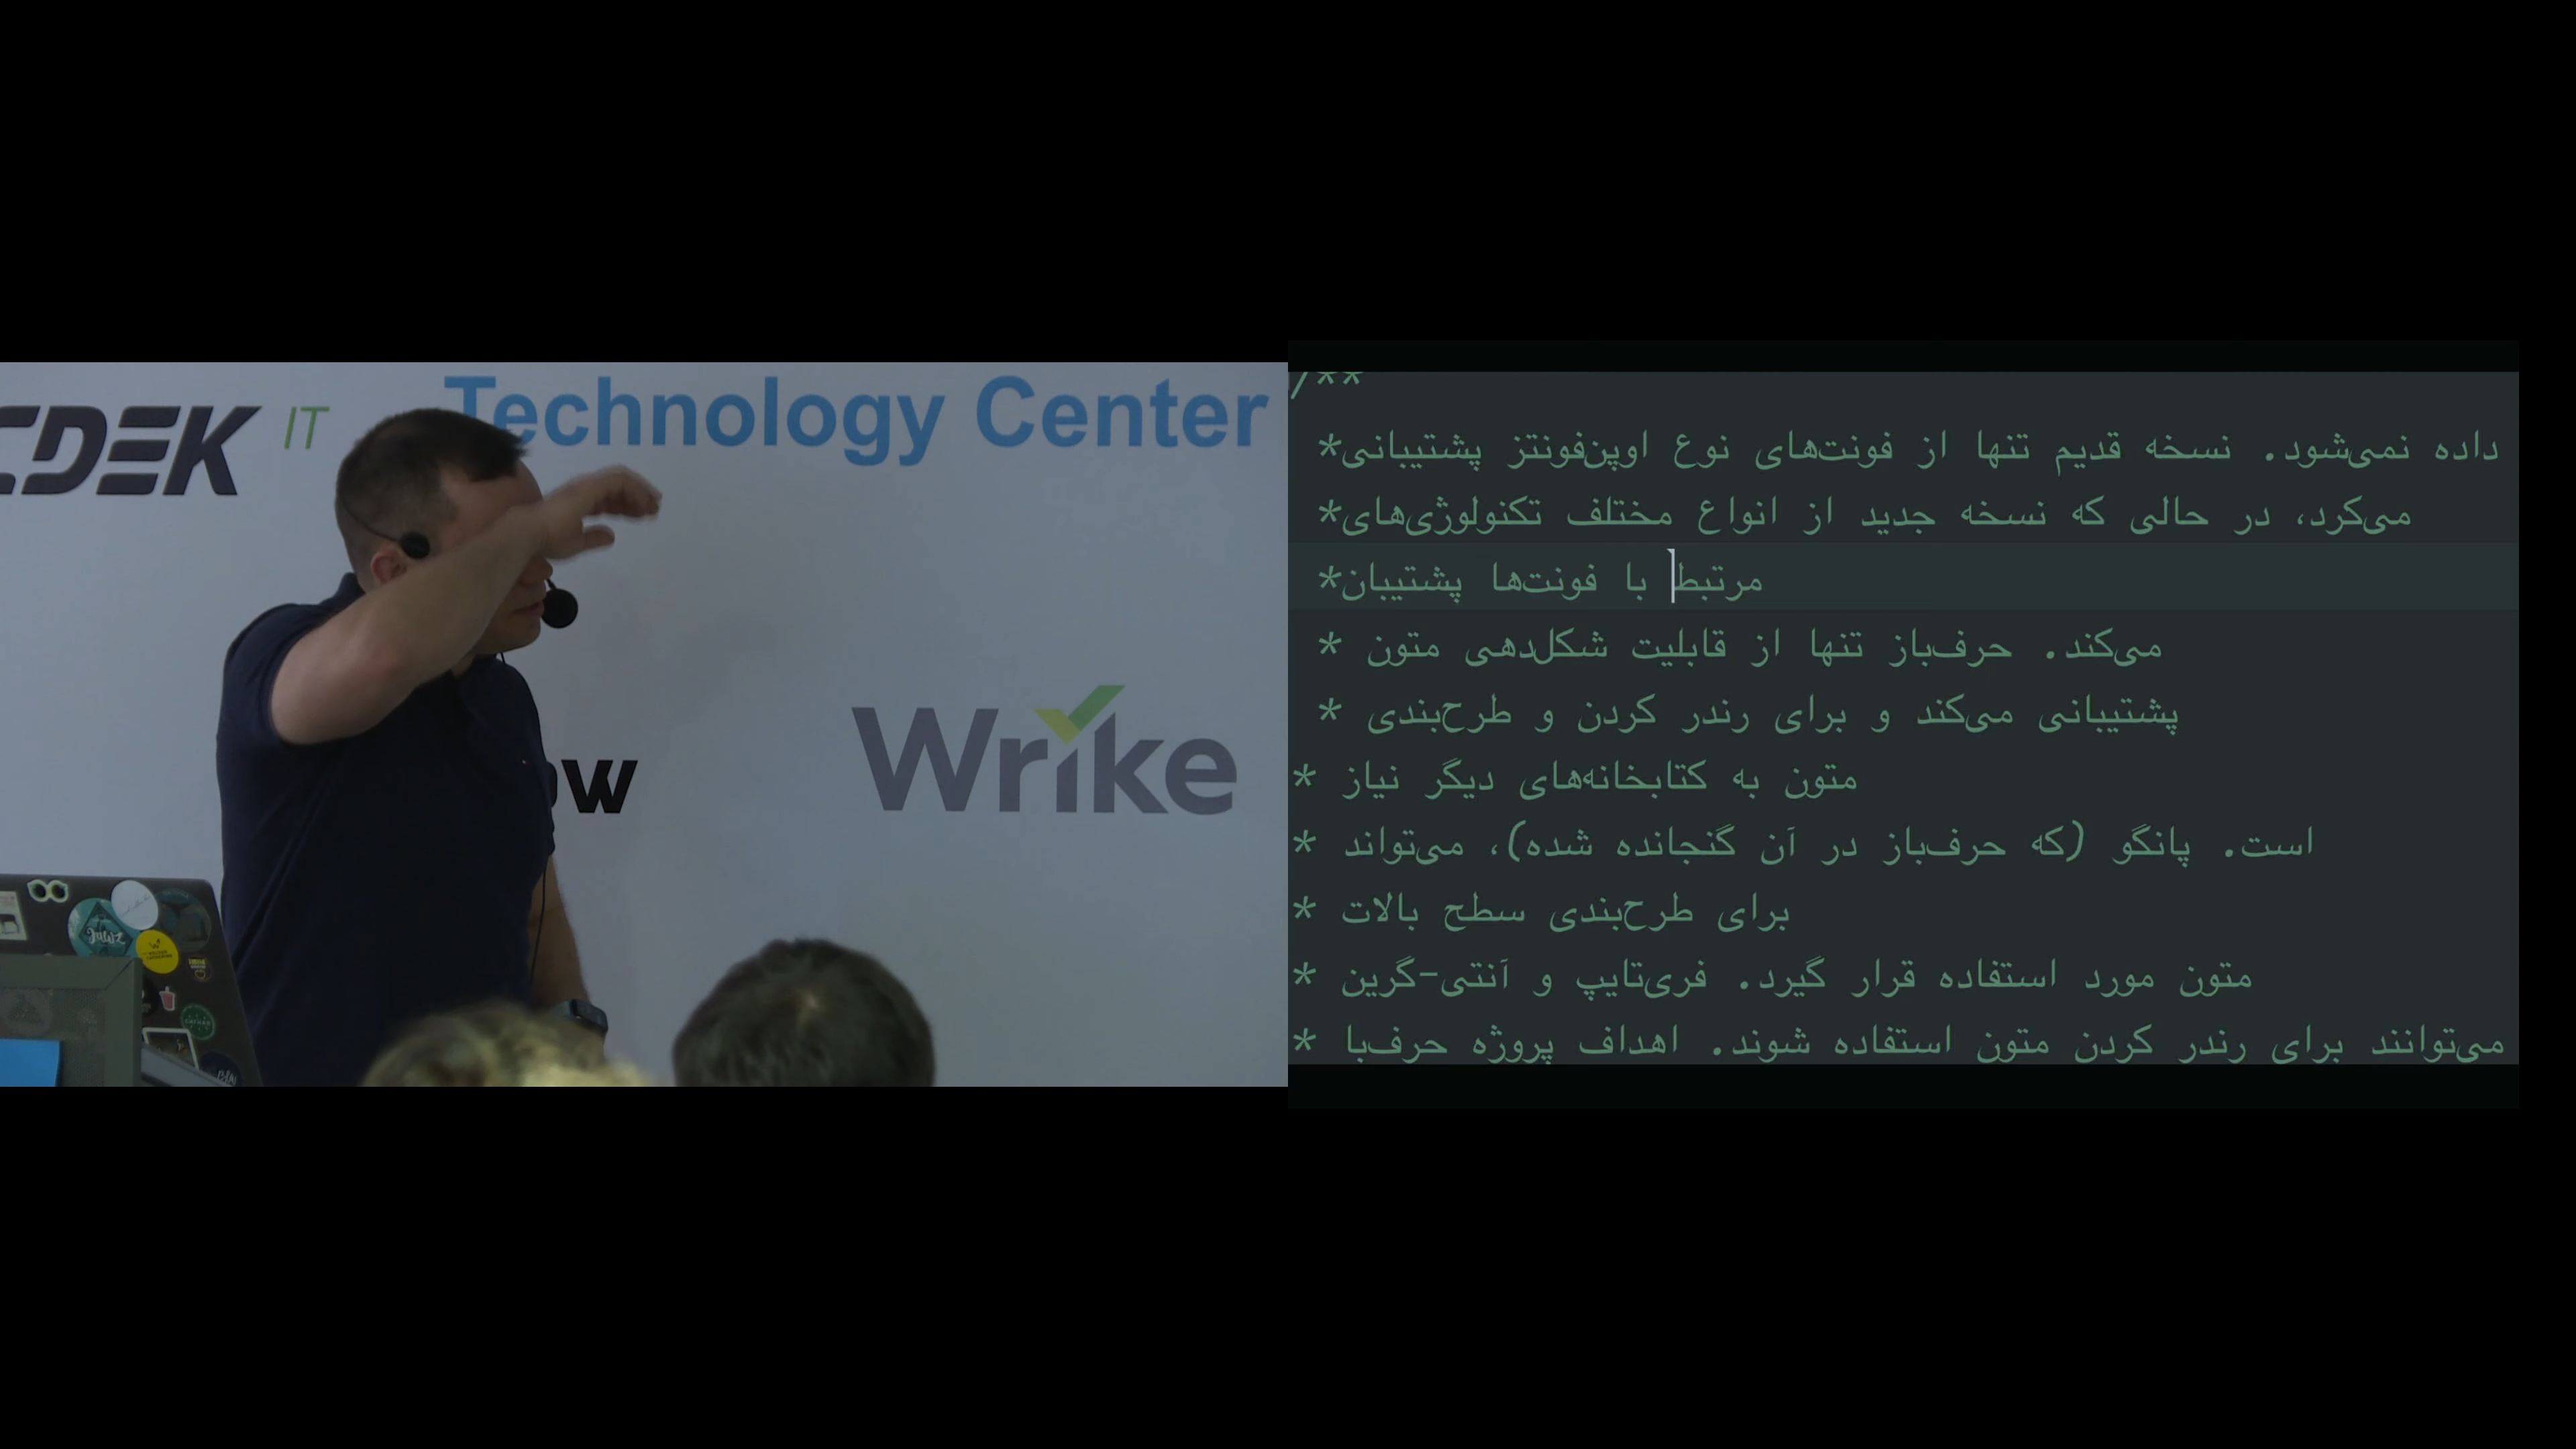 CDEK IT
Technology Center
ow
Wrike
/**
*داده نمی‌شود. نسخه قدیم تنها از فونت‌های نوع اوپن‌فونتز پشتیبانی
*می‌کرد، در حالی که نسخه جدید از انواع مختلف تکنولوژی‌های
*مرتبط با فونت‌ها پشتیبان
* می‌کند. حرف‌باز تنها از قابلیت شکل‌دهی متون
* پشتیبانی می‌کند و برای رندر کردن و طرح‌بندی
* متون به کتابخانه‌های دیگر نیاز
* است. پانگو (که حرف‌باز در آن گنجانده شده)، می‌تواند
* برای طرح‌بندی سطح بالات
* متون مورد استفاده قرار گیرد. فری‌تایپ و آنتی-گرین
* می‌توانند برای رندر کردن متون استفاده شوند. اهداف پروژه حرف‌با